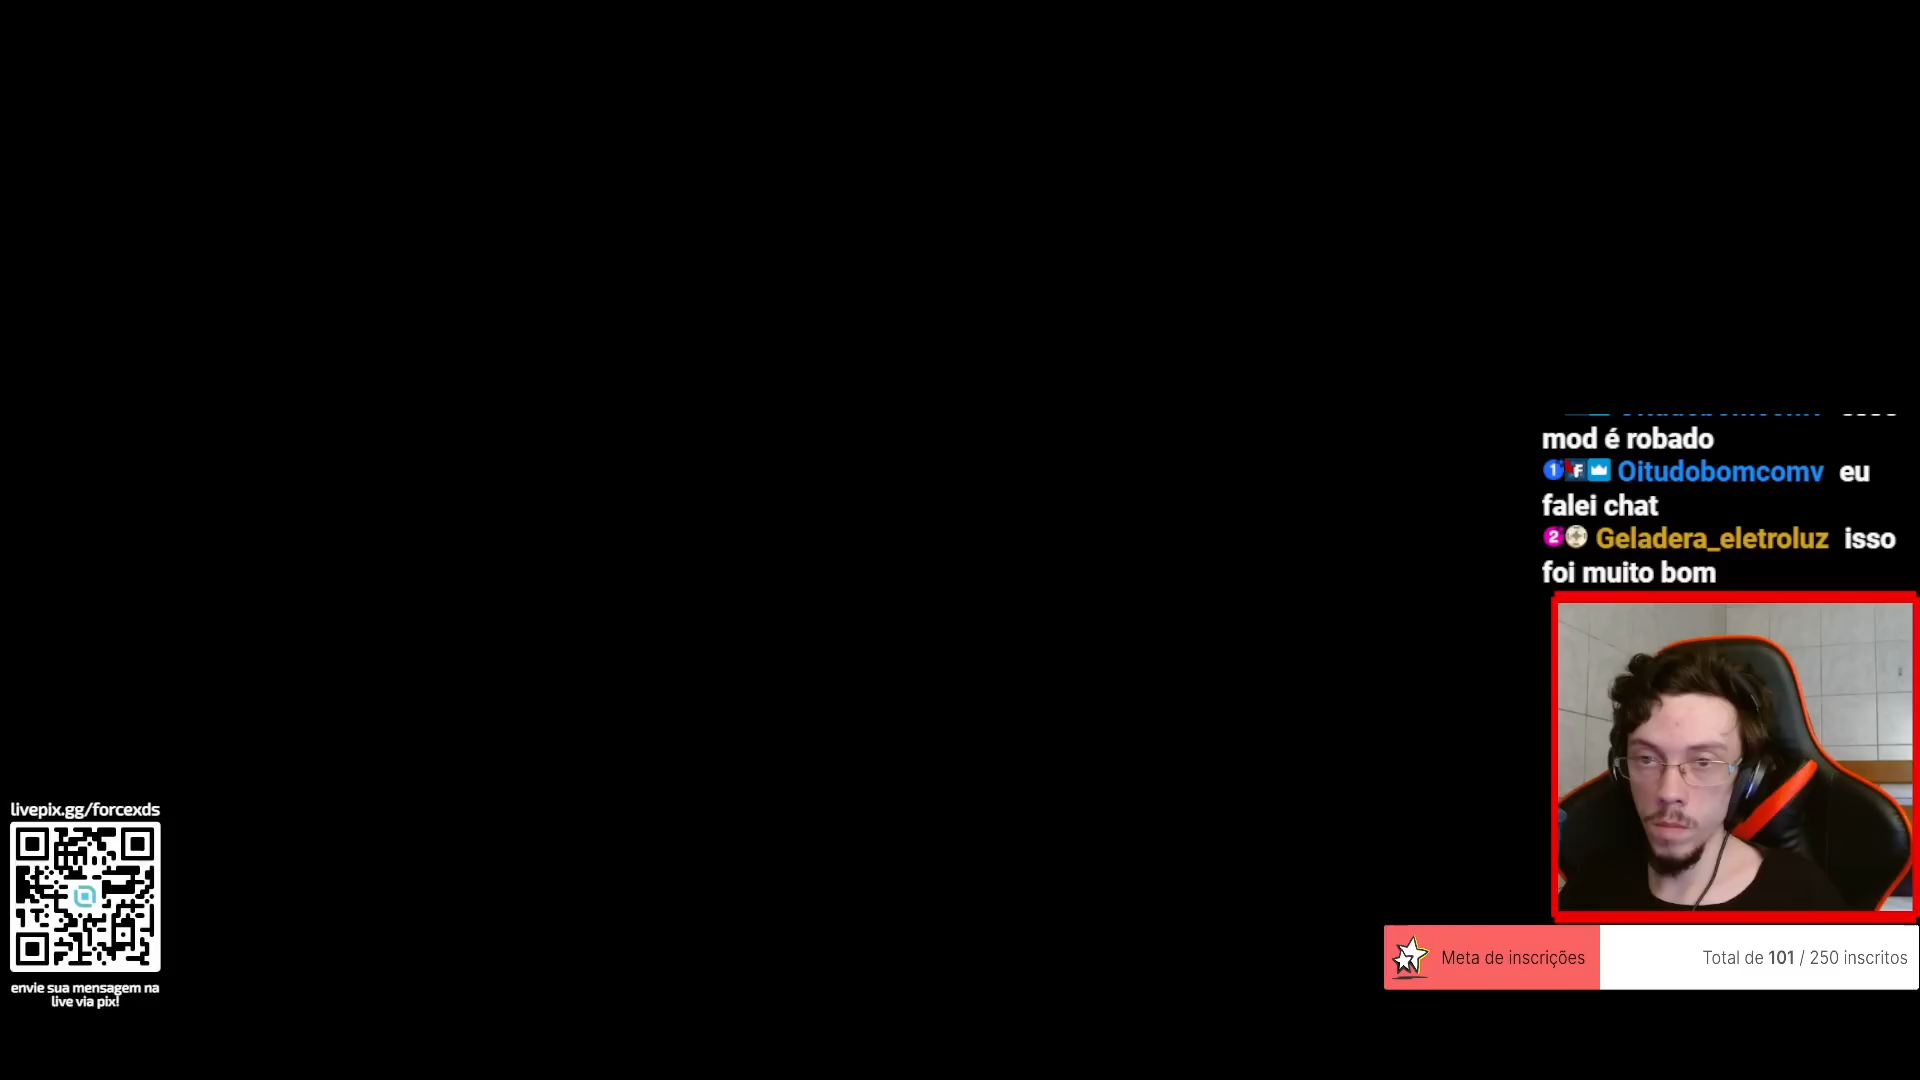 mod é robado
Oitudobomcomv eu
falei chat
Geladera_eletroluz isso
foi muito bom
livepix.gg/forcexds
envie sua mensagem na
live via pix!
Meta de inscrições
Total de 101 / 250 inscritos